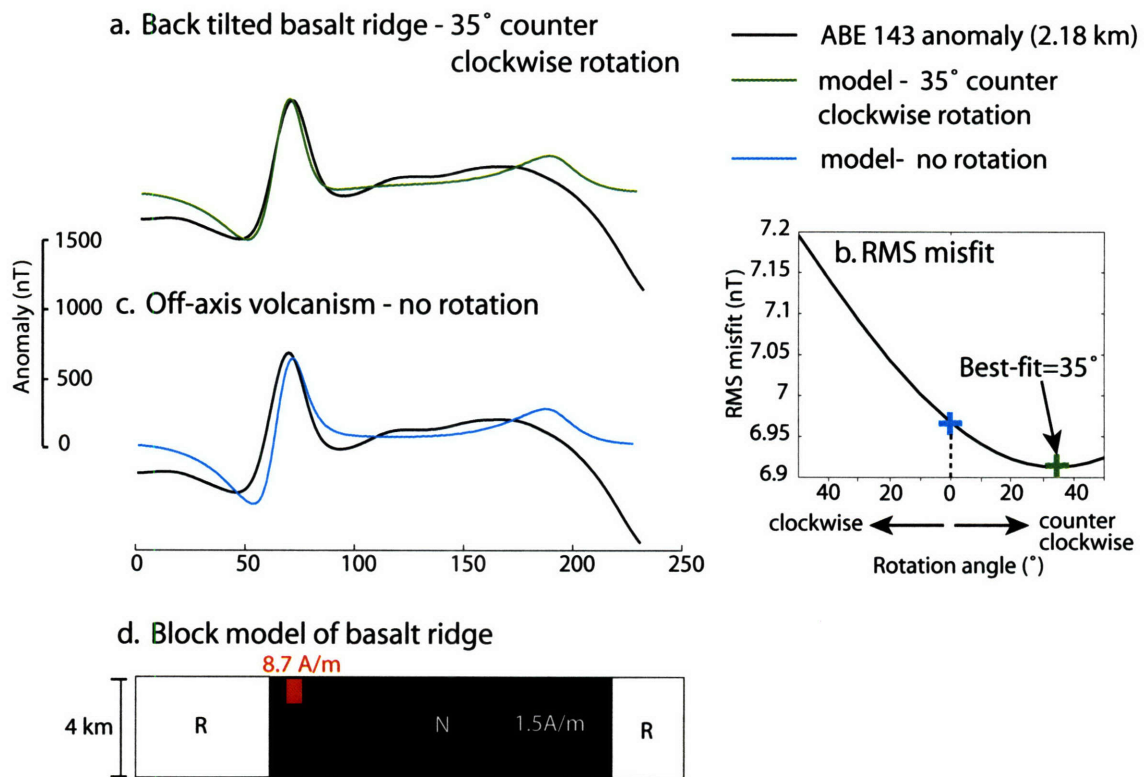 a. Back tilted basalt ridge - 35° counter
clockwise rotation
ABE 143 anomaly (2.18 km)
model - 35° counter
clockwise rotation
model- no rotation
1500
1000
500
0
Anomaly (nT)
c. Off-axis volcanism - no rotation
0
50
100
150
200
250
b. RMS misfit
7.2
7.15
7.1
7.05
7
6.95
6.9
RMS misfit (nT)
Best-fit=35°
40
20
0
20
40
clockwise
counter
clockwise
Rotation angle (°)
d. Block model of basalt ridge
8.7 A/m
4 km
R
N
1.5A/m
R